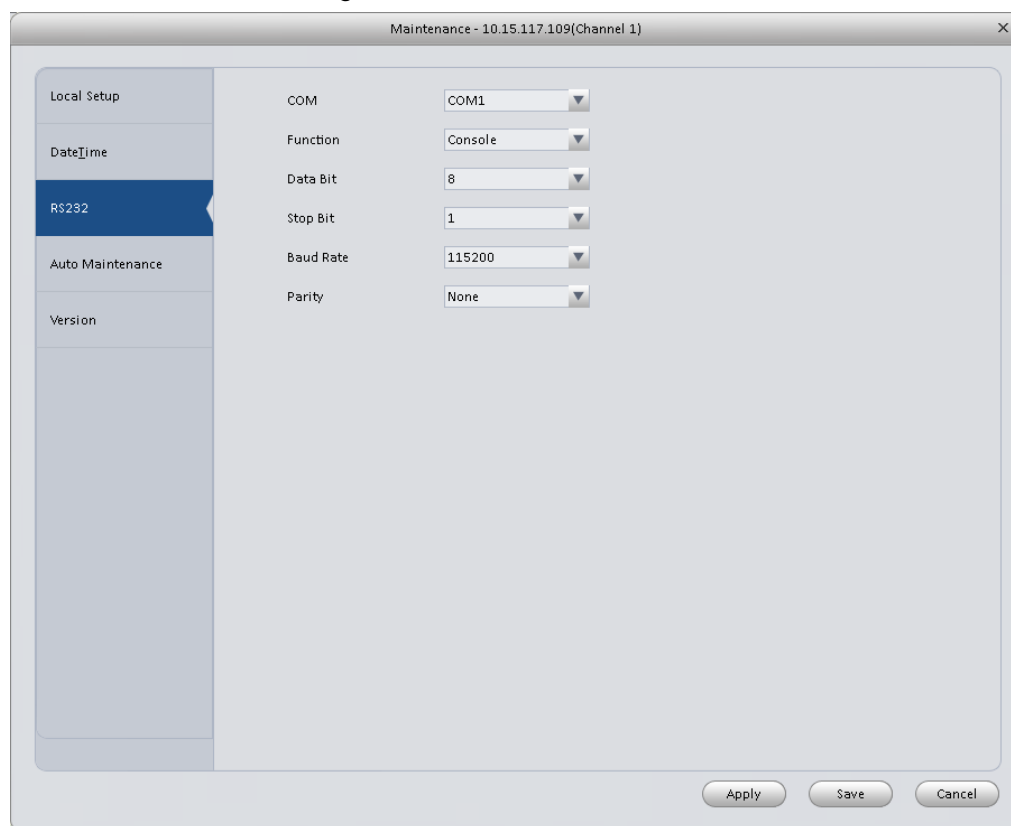 Maintenance - 10.15.117.109(Channel 1)
Local Setup
DateTime
RS232
Auto Maintenance
Version
COM COM1
Function Console
Data Bit 8
Stop Bit 1
Baud Rate 115200
Parity None
Apply Save Cancel